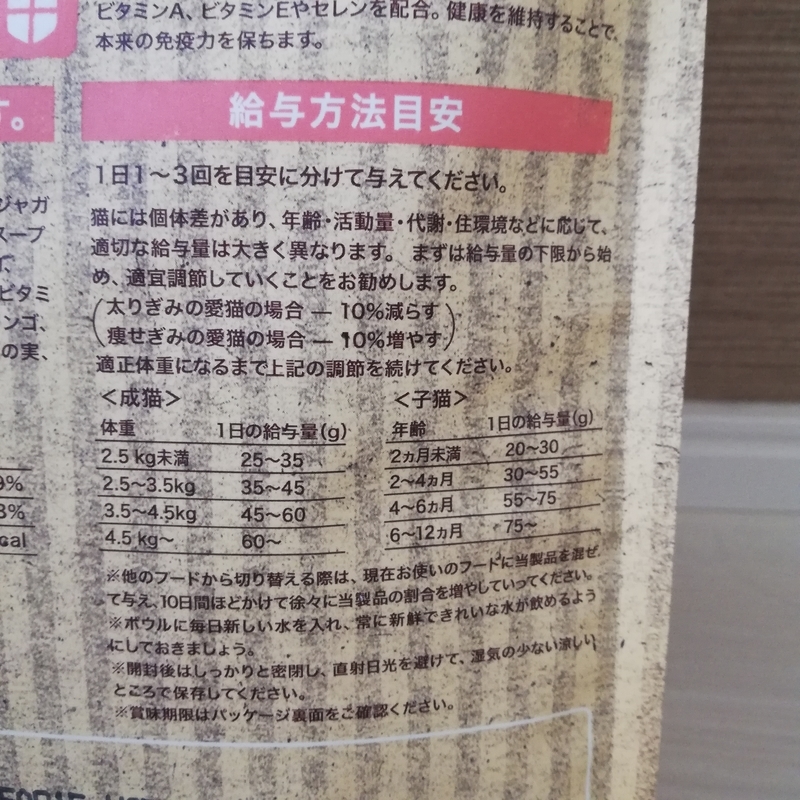 ビタミンA、ビタミンEやセレンを配合。健康を維持することで、
本来の免疫力を保ちます。
す。
給与方法目安
1日1〜3回を目安に分けて与えてください。
ジャガ
猫には個体差があり、年齢・活動量・代謝・住環境などに応じて、
スープ
適切な給与量は大きく異なります。 まずは給与量の下限から始
め、適宜調節していくことをお勧めします。
ビタミ
(太りぎみの愛猫の場合 — 10%減らす
ンゴ、
痩せぎみの愛猫の場合 — 10%増やす)
の実、
適正体重になるまで上記の調節を続けてください。
<成猫>
体重 1日の給与量(g)
2.5 kg未満 25〜35
2.5〜3.5kg 35〜45
3.5〜4.5kg 45〜60
4.5 kg〜 60〜
<子猫>
年齢 1日の給与量(g)
2ヵ月未満 20〜30
2〜4ヵ月 30〜55
4〜6ヵ月 55〜75
6〜12ヵ月 75〜
9%
3%
cal
※他のフードから切り替える際は、現在お使いのフードに当製品を混ぜ
て与え、10日間ほどかけて徐々に当製品の割合を増やしていってください。
※ボウルに毎日新しい水を入れ、常に新鮮できれいな水が飲めるよう
にしておきましょう。
※開封後はしっかりと密閉し、直射日光を避けて、湿気の少ない涼しい
ところで保存してください。
※賞味期限はパッケージ裏面をご確認ください。